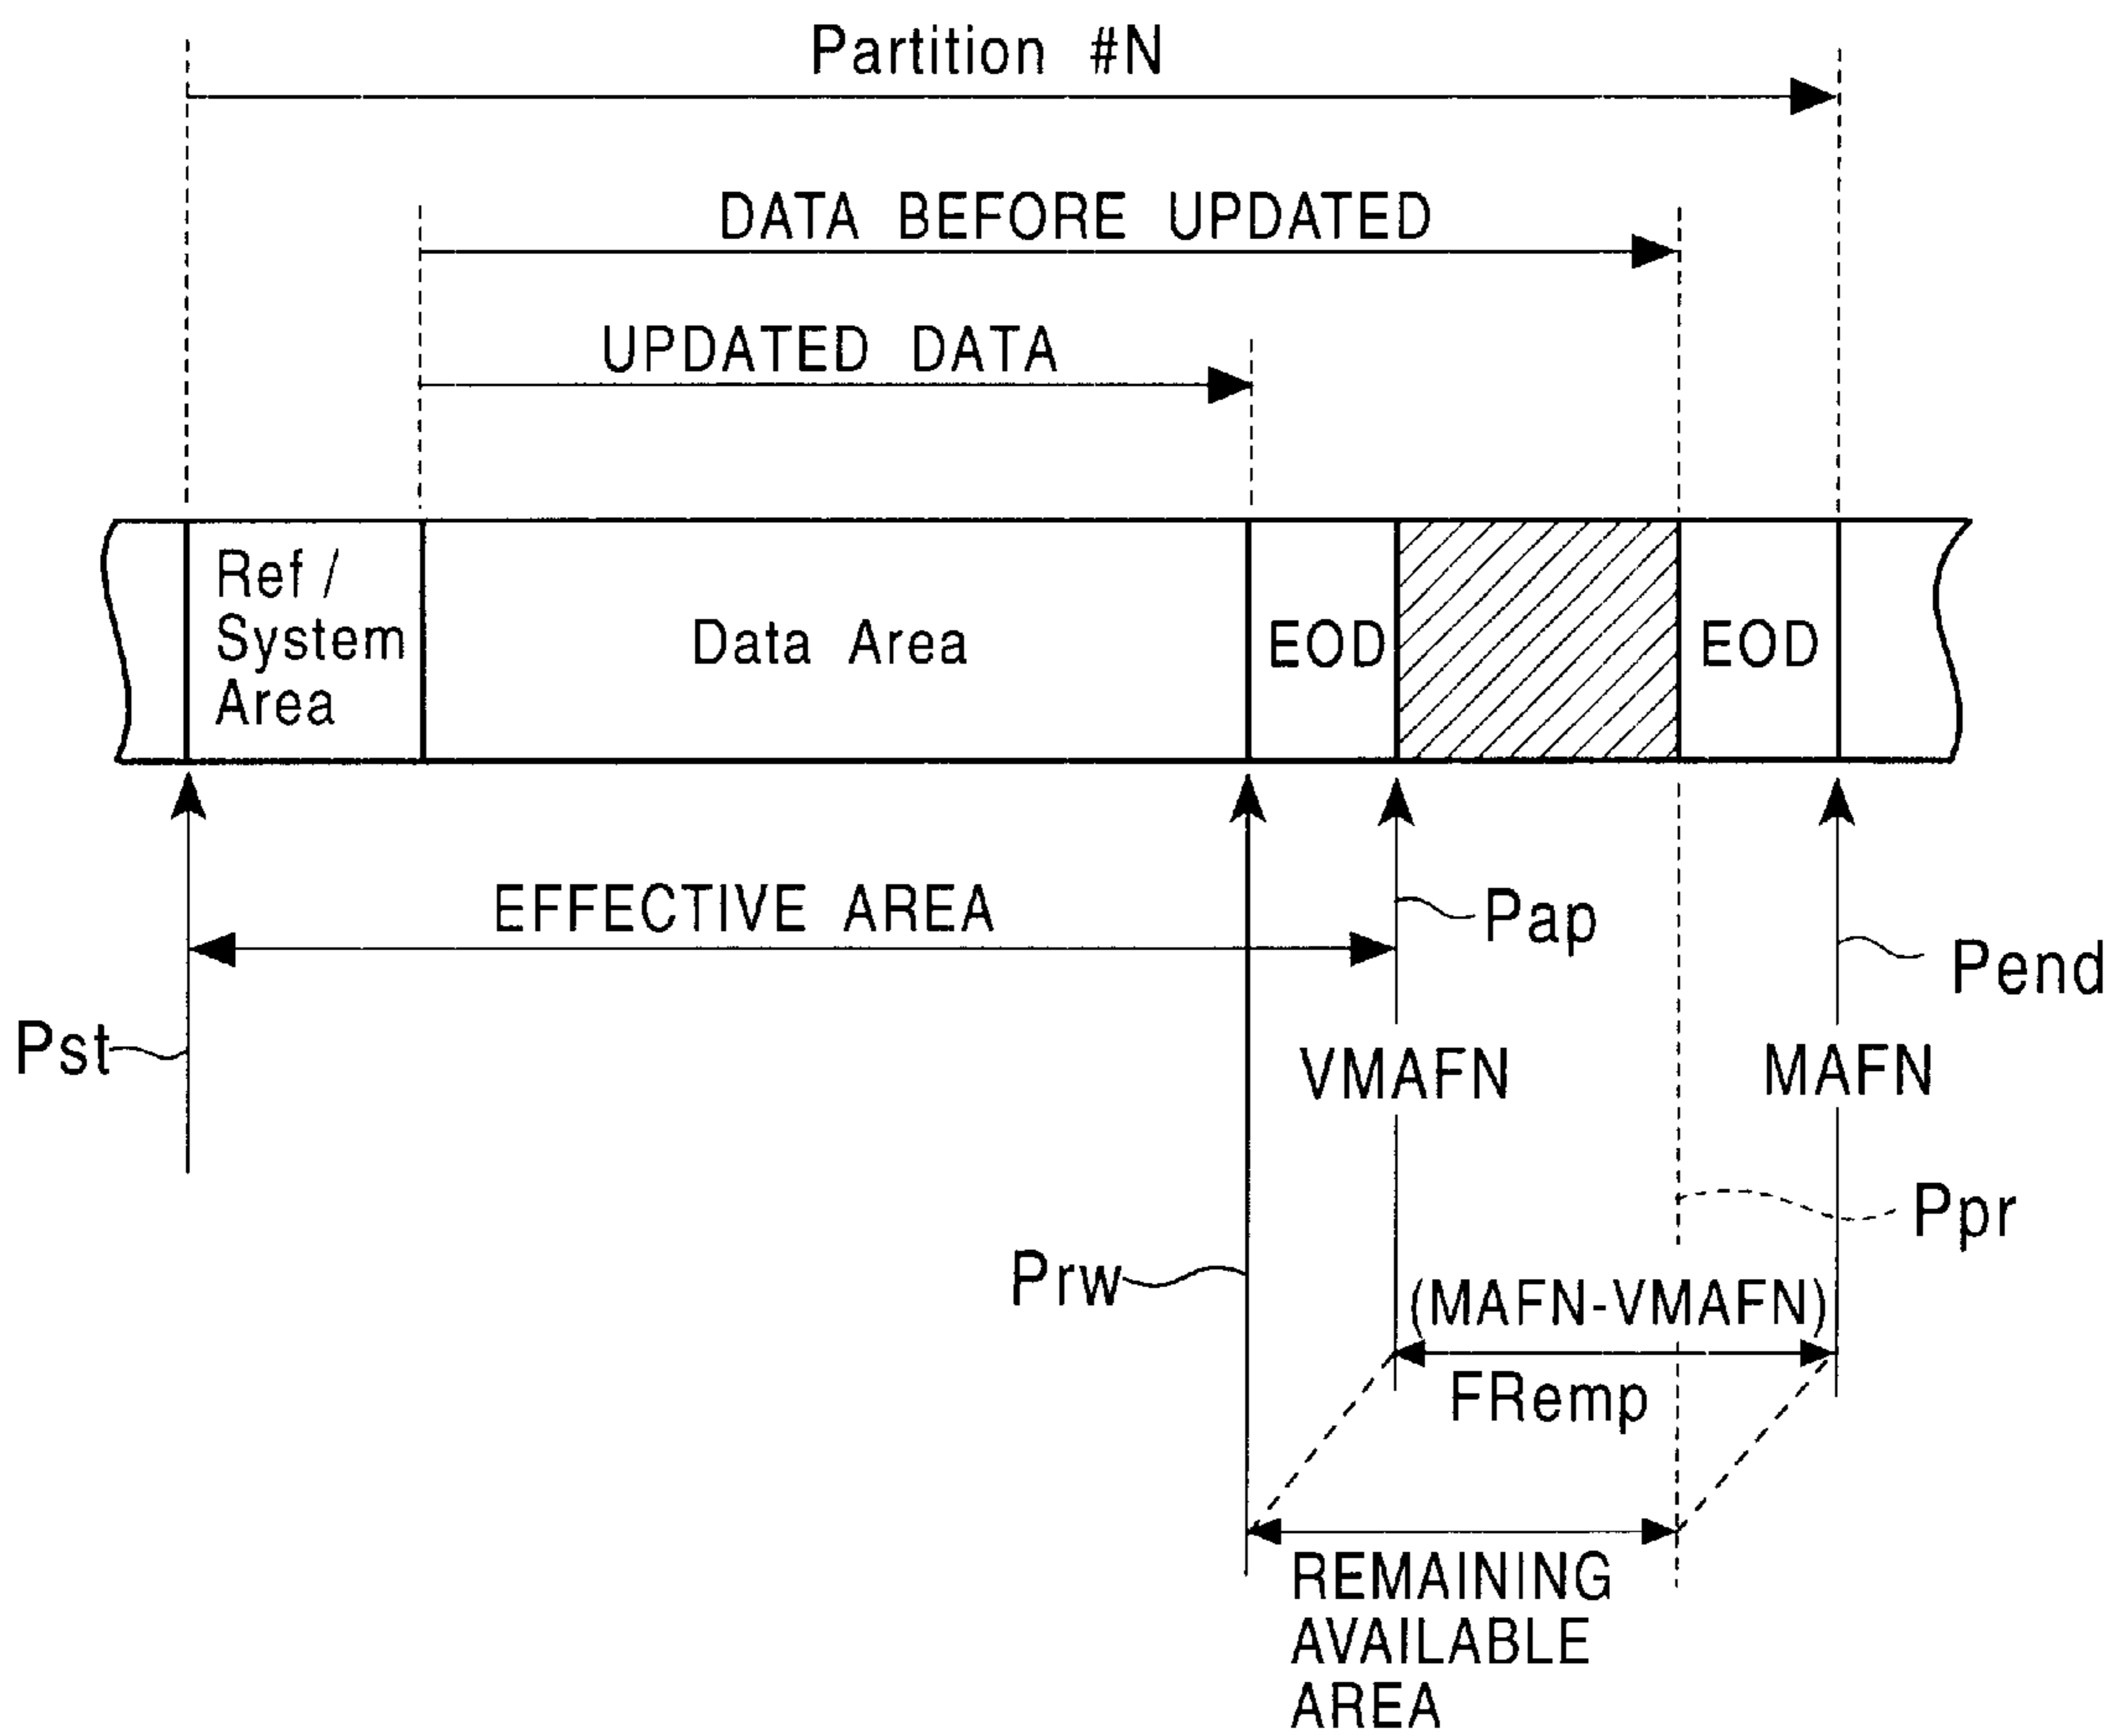 Partition #N
DATA BEFORE UPDATED
UPDATED DATA
Ref /
System
Area
Data Area
EOD
EOD
EFFECTIVE AREA
Pap
Pend
Pst
VMAFN
MAFN
Ppr
Prw
(MAFN-VMAFN)
FRemp
REMAINING
AVAILABLE
AREA